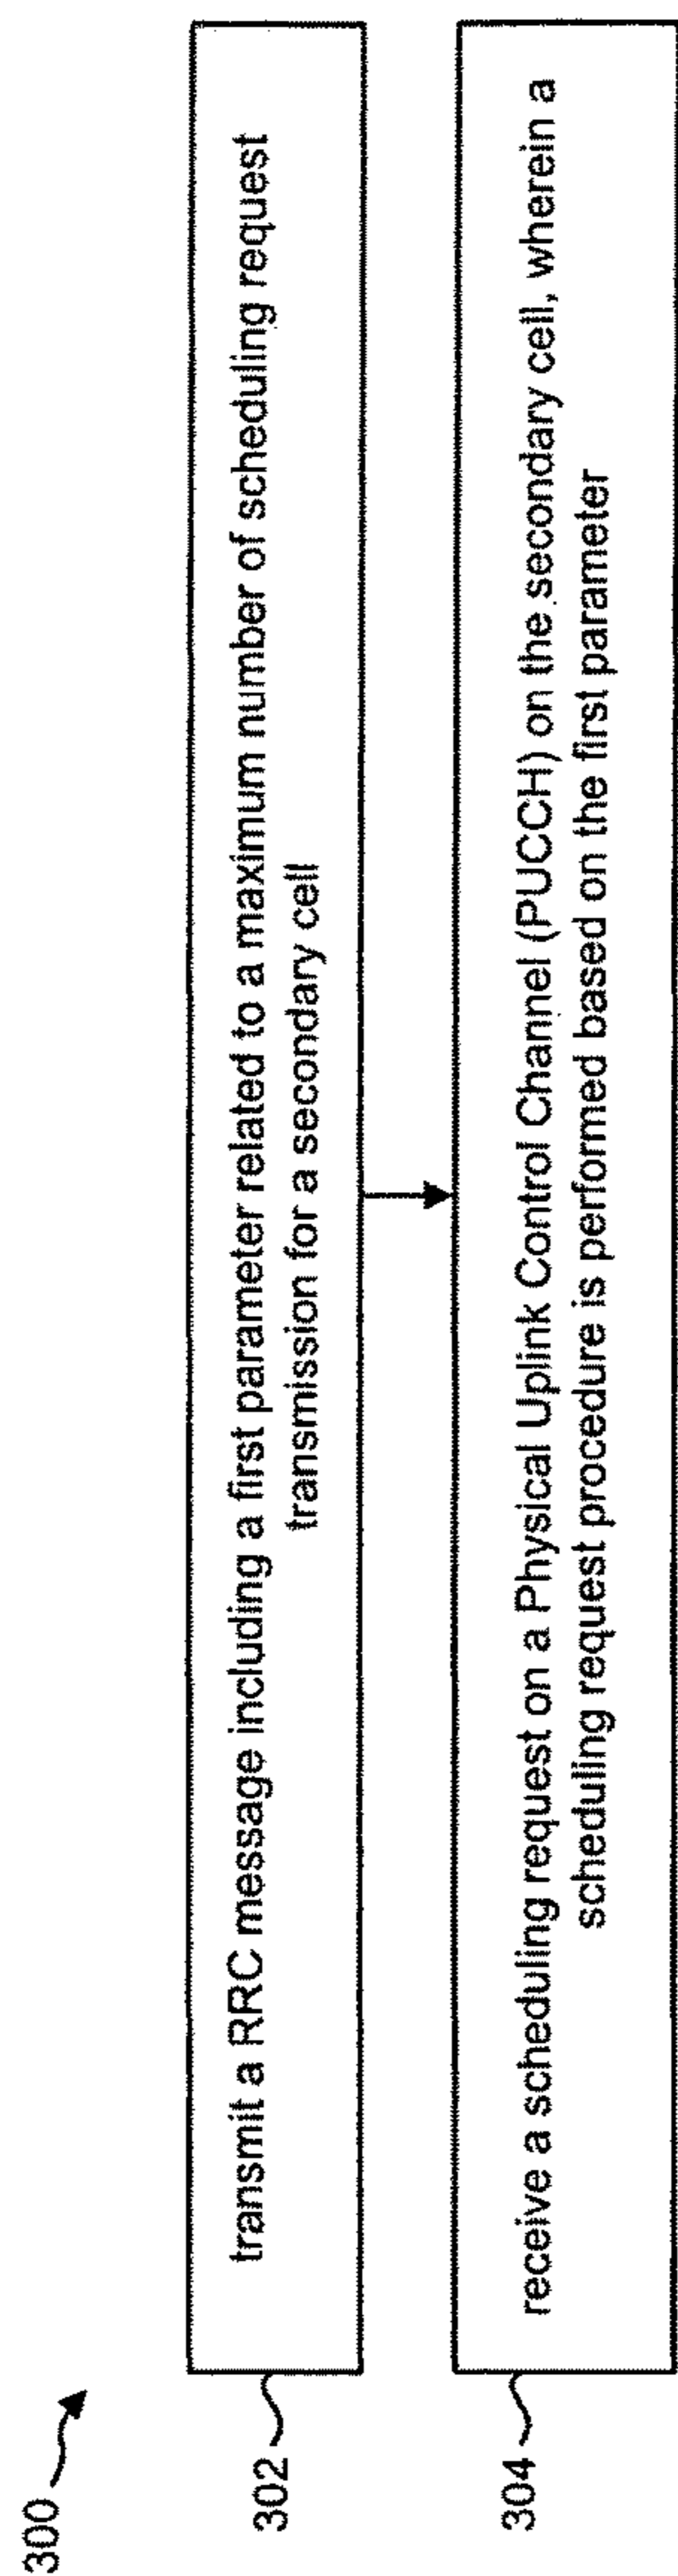 300
302
transmit a RRC message including a first parameter related to a maximum number of scheduling request
transmission for a secondary cell
304
receive a scheduling request on a Physical Uplink Control Channel (PUCCH) on the secondary cell, wherein a
scheduling request procedure is performed based on the first parameter